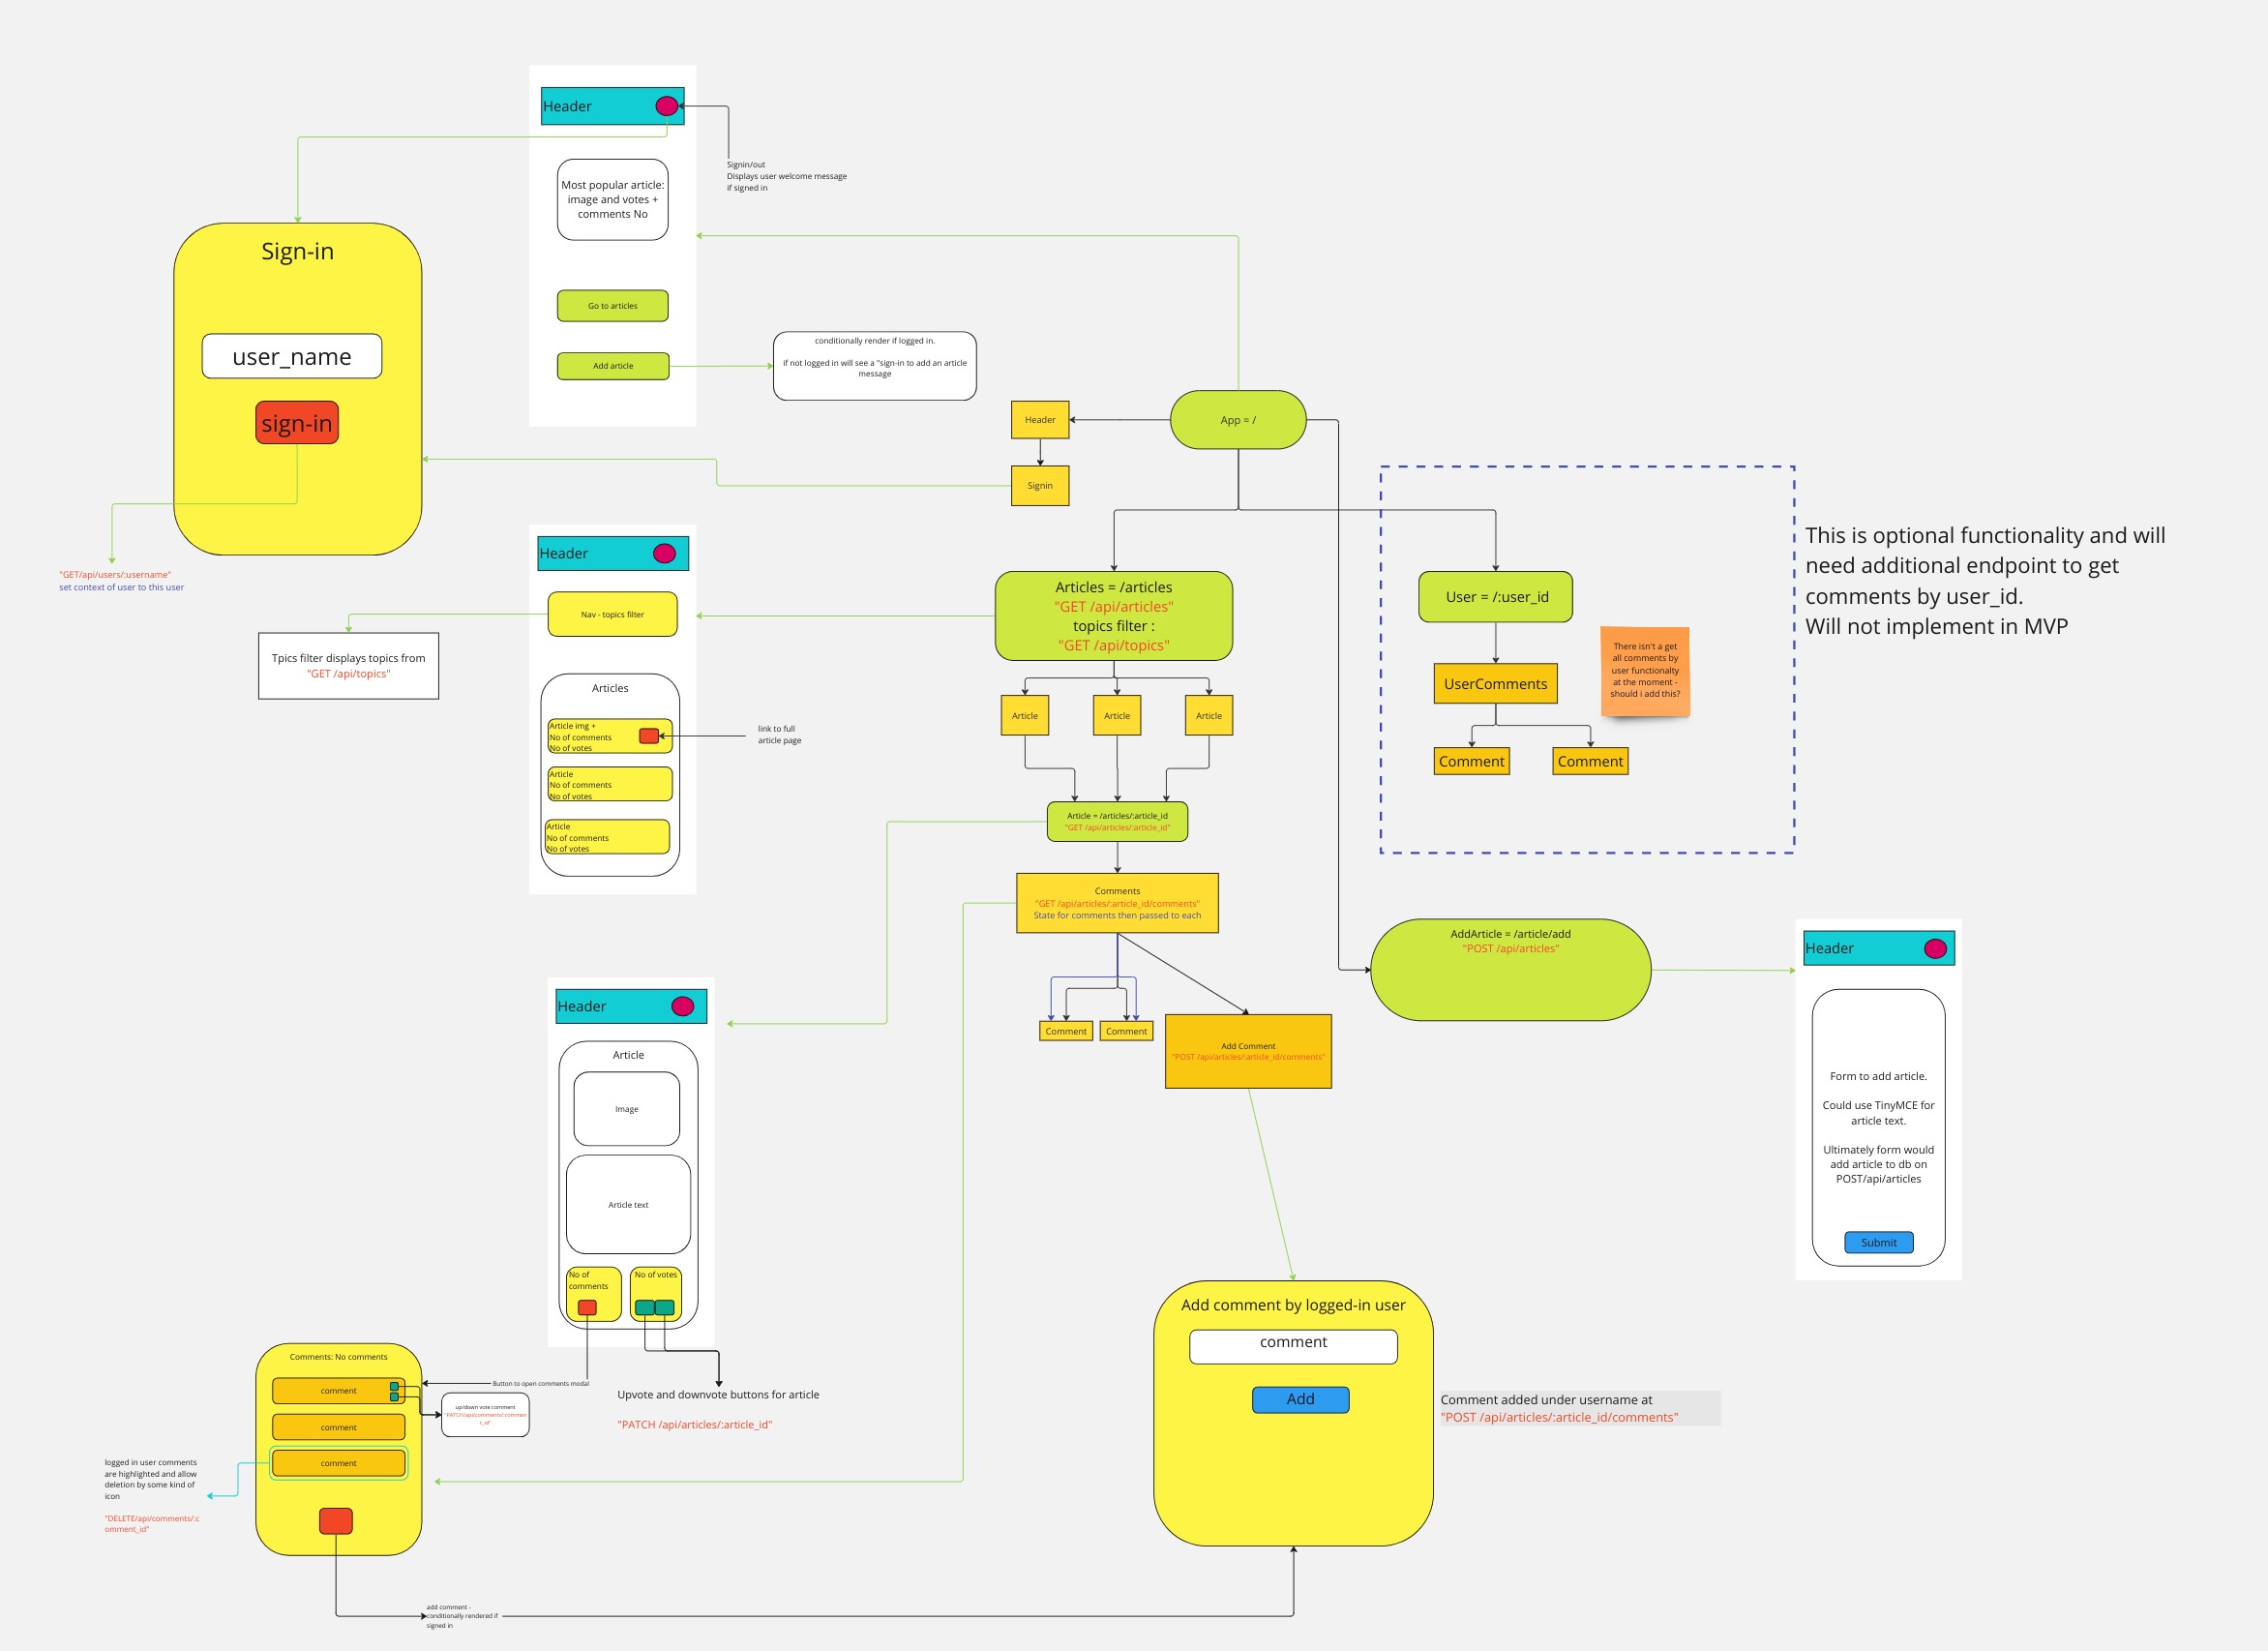 Header
Signin/out
Displays user welcome message
if signed in
Most popular article:
image and votes +
comments No
Go to articles
Add article
conditionally render if logged in.
if not logged in will see a "sign-in to add an article
message
Sign-in
user_name
sign-in
"GET/api/users/:username"
set context of user to this user
App = /
Header
Signin
Header
Nav - topics filter
Tpics filter displays topics from
"GET /api/topics"
Articles
Article img +
No of comments
No of votes
Article
No of comments
No of votes
Article
No of comments
No of votes
link to full
article page
Articles = /articles
"GET /api/articles"
topics filter :
"GET /api/topics"
Article
Article
Article
Article = /articles/:article_id
"GET /api/articles/:article_id"
Comments
"GET /api/articles/:article_id/comments"
State for comments then passed to each
Comment
Comment
Add Comment
"POST /api/articles/:article_id/comments"
User = /:user_id
UserComments
Comment
Comment
There isn't a get
all comments by
user functionalty
at the moment -
should i add this?
This is optional functionality and will
need additional endpoint to get
comments by user_id.
Will not implement in MVP
AddArticle = /article/add
"POST /api/articles"
Header
Form to add article.
Could use TinyMCE for
article text.
Ultimately form would
add article to db on
POST/api/articles
Submit
Header
Article
Image
Article text
No of
comments
No of votes
Button to open comments modal
Upvote and downvote buttons for article
"PATCH /api/articles/:article_id"
Comments: No comments
comment
comment
comment
up/down vote comment
"PATCH/api/comments/:commen
t_id"
logged in user comments
are highlighted and allow
deletion by some kind of
icon
"DELETE/api/comments/:c
omment_id"
add comment -
conditionally rendered if
signed in
Add comment by logged-in user
comment
Add
Comment added under username at
"POST /api/articles/:article_id/comments"